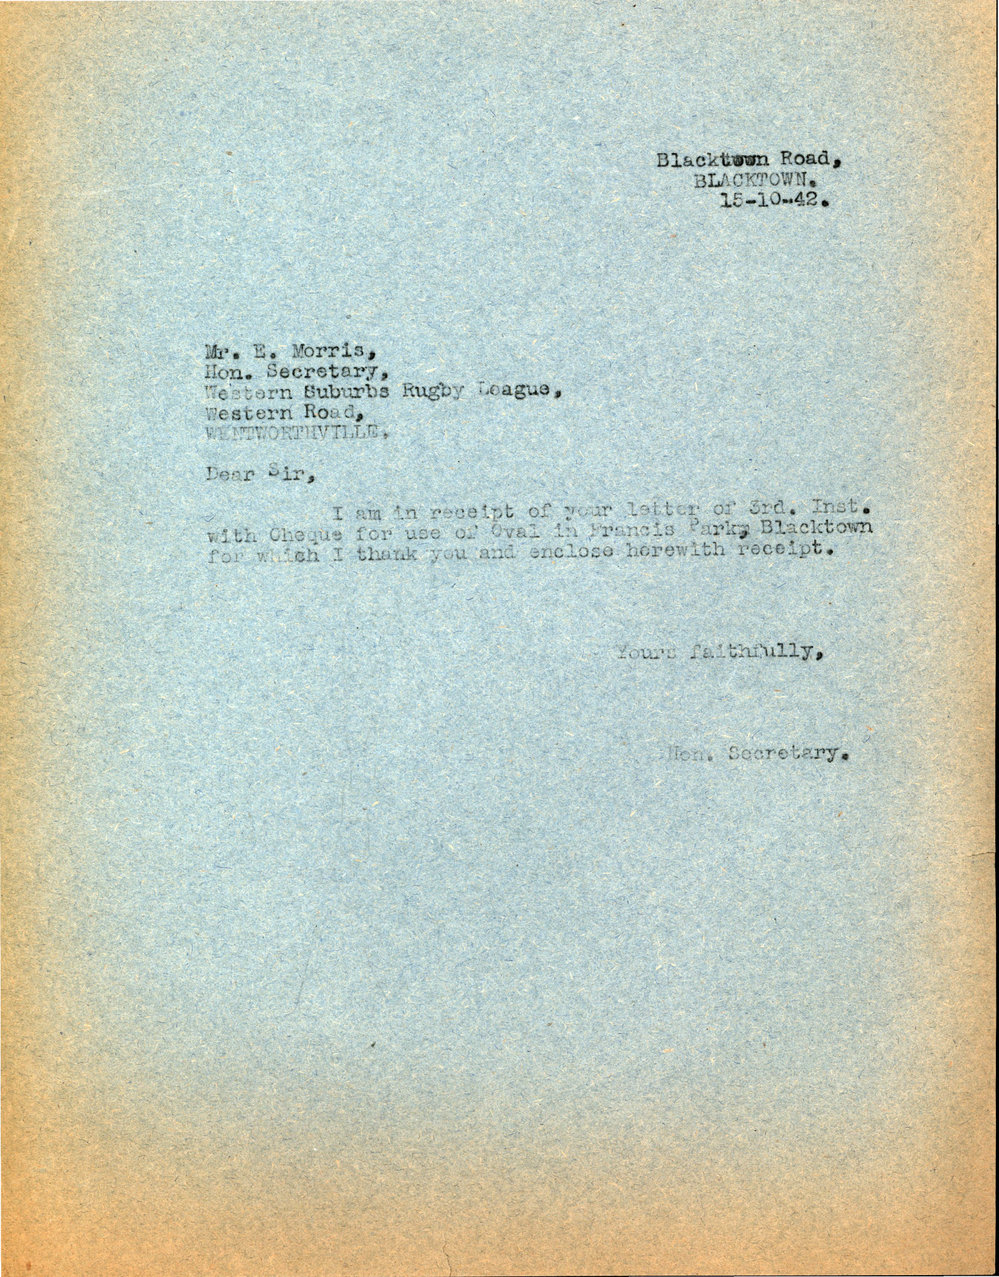 Blacktown Road,
BLACKTOWN.
15-10-42.
Mr. E. Morris,
Hon. Secretary,
Western Suburbs Rugby League,
Western Road,
WENTWORTHVILLE.
Dear Sir,
I am in receipt of your letter of 3rd. Inst.
with Cheque for use of Oval in Francis Park, Blacktown
for which I thank you and enclose herewith receipt.
Yours faithfully,
Hon. Secretary.